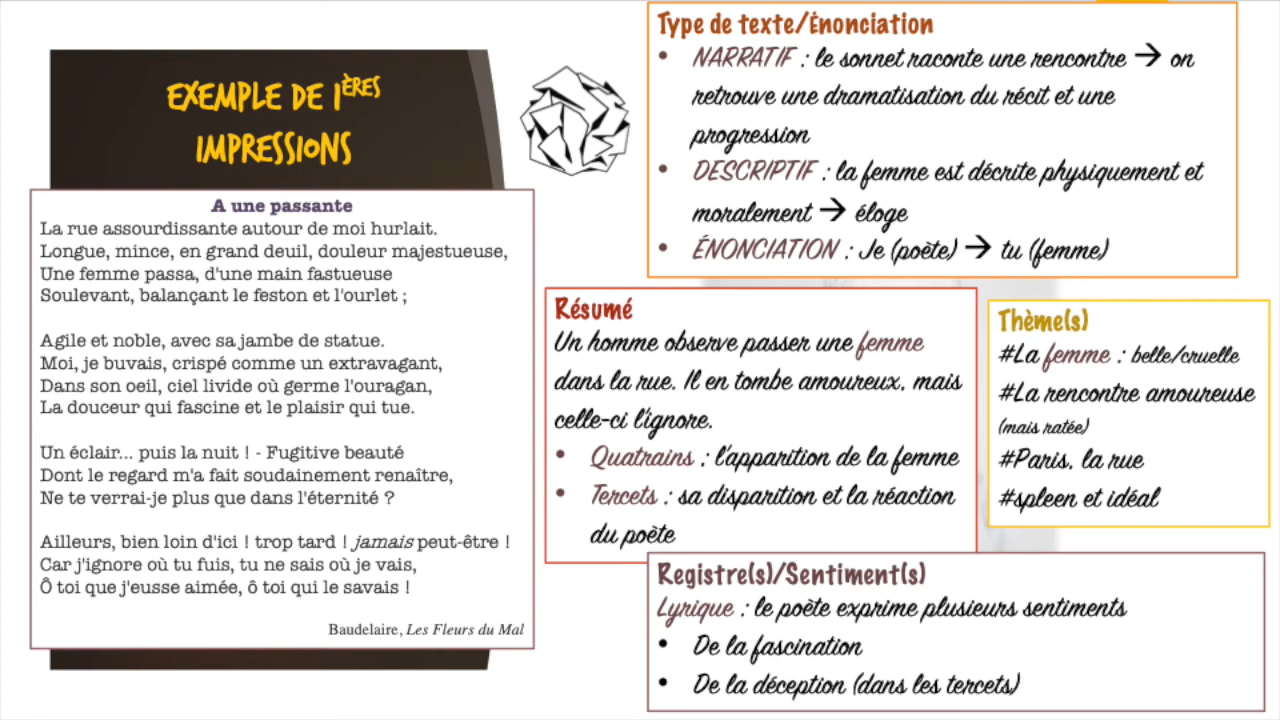 EXEMPLE DE 1ÈRES
IMPRESSIONS
A une passante
La rue assourdissante autour de moi hurlait.
Longue, mince, en grand deuil, douleur majestueuse,
Une femme passa, d'une main fastueuse
Soulevant, balançant le feston et l'ourlet ;
Agile et noble, avec sa jambe de statue.
Moi, je buvais, crispé comme un extravagant,
Dans son oeil, ciel livide où germe l'ouragan,
La douceur qui fascine et le plaisir qui tue.
Un éclair... puis la nuit ! - Fugitive beauté
Dont le regard m'a fait soudainement renaître,
Ne te verrai-je plus que dans l'éternité ?
Ailleurs, bien loin d'ici ! trop tard ! jamais peut-être !
Car j'ignore où tu fuis, tu ne sais où je vais,
Ô toi que j'eusse aimée, ô toi qui le savais !
Baudelaire, Les Fleurs du Mal
Type de texte/Énonciation
• NARRATIF : le sonnet raconte une rencontre → on
retrouve une dramatisation du récit et une
progression
• DESCRIPTIF : la femme est décrite physiquement et
moralement → éloge
• ÉNONCIATION : Je (poète) → tu (femme)
Résumé
Un homme observe passer une femme
dans la rue. Il en tombe amoureux, mais
celle-ci l'ignore.
• Quatrains : l'apparition de la femme
• Tercets : sa disparition et la réaction
du poète
Thème(s)
#La femme : belle/cruelle
#La rencontre amoureuse
(mais ratée)
#Paris, la rue
#spleen et idéal
Registre(s)/Sentiment(s)
Lyrique : le poète exprime plusieurs sentiments
• De la fascination
• De la déception (dans les tercets)